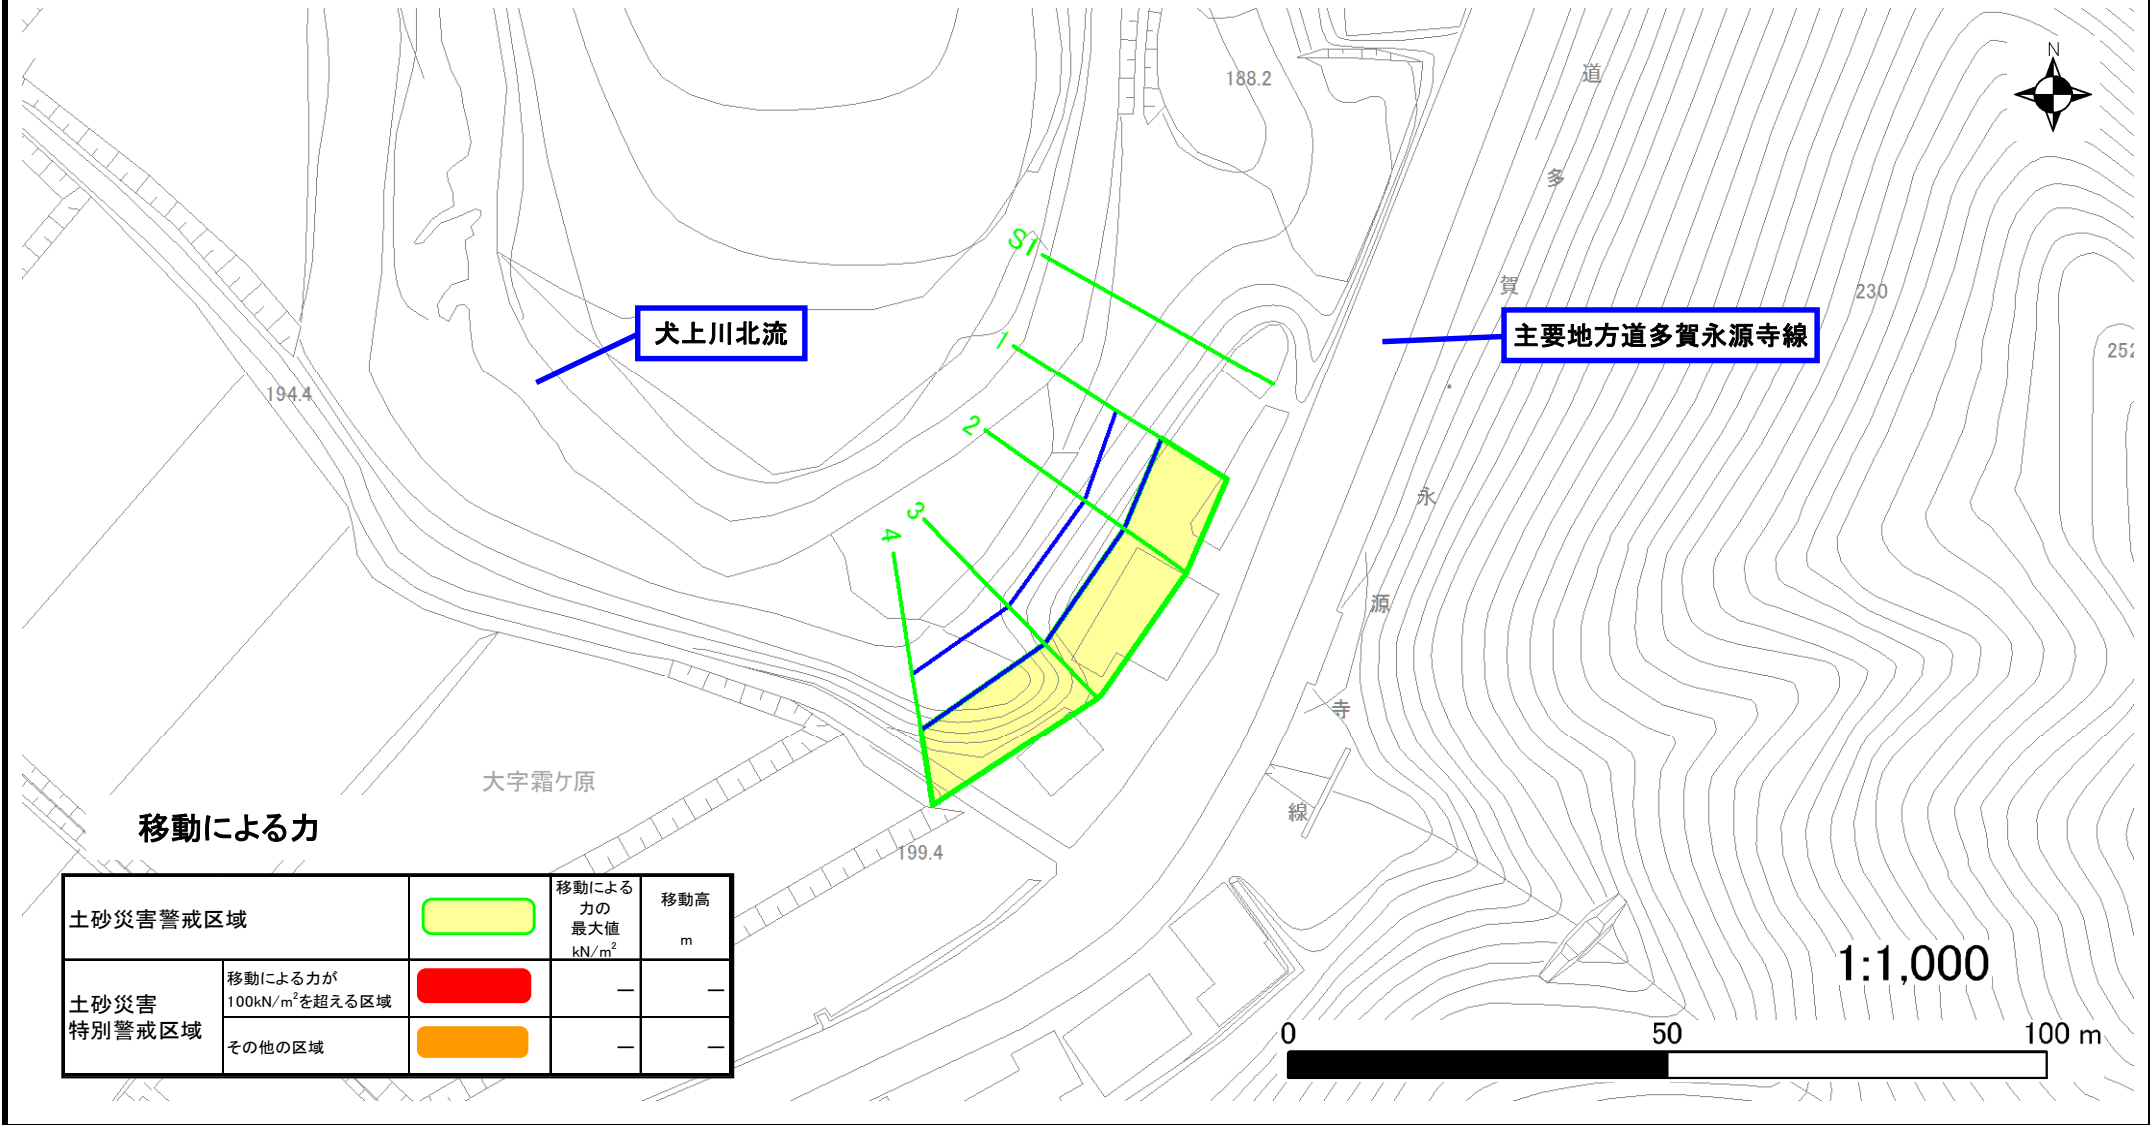 188.2
道
N
多
S1
賀
230
犬上川北流
主要地方道多賀永源寺線
1
252
194.4
2
永
3
4
源
寺
大字霜ケ原
線
移動による力
199.4
土砂災害警戒区域
移動による
力の
最大値
kN/m²
移動高
m
土砂災害
特別警戒区域
移動による力が
100kN/m²を超える区域
— —
その他の区域
— —
1:1,000
0 50 100 m